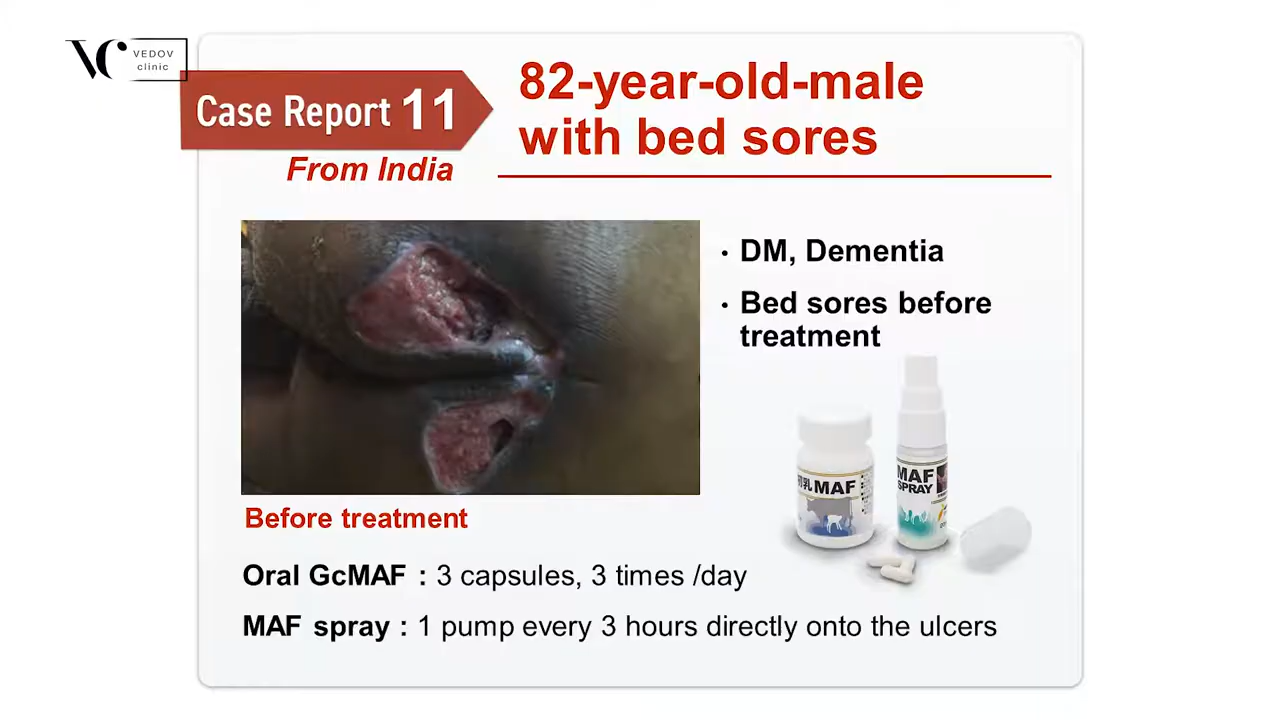 VC VEDOV
clinic
Case Report 11
From India
82-year-old-male
with bed sores
• DM, Dementia
• Bed sores before
treatment
初乳 MAF
MAF
SPRAY
Before treatment
Oral GcMAF : 3 capsules, 3 times /day
MAF spray : 1 pump every 3 hours directly onto the ulcers